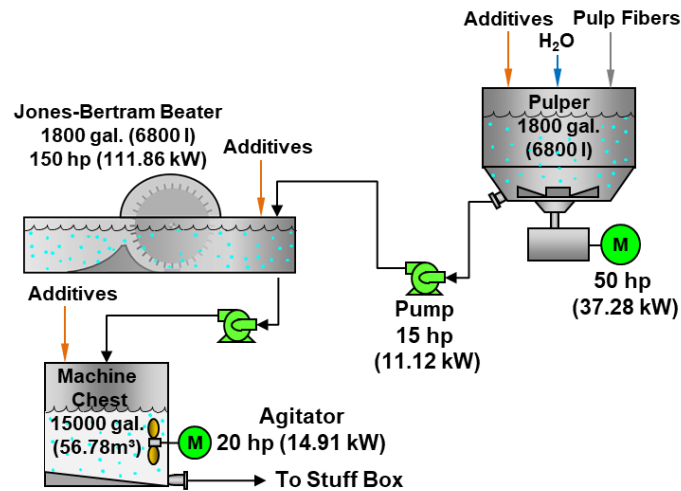 Additives Pulp Fibers
H₂O
Pulper
1800 gal.
(6800 l)
M
50 hp
(37.28 kW)
Jones-Bertram Beater
1800 gal. (6800 l)
150 hp (111.86 kW)
Additives
Pump
15 hp
(11.12 kW)
Additives
Machine
Chest
15000 gal.
(56.78m³)
Agitator
M 20 hp (14.91 kW)
To Stuff Box